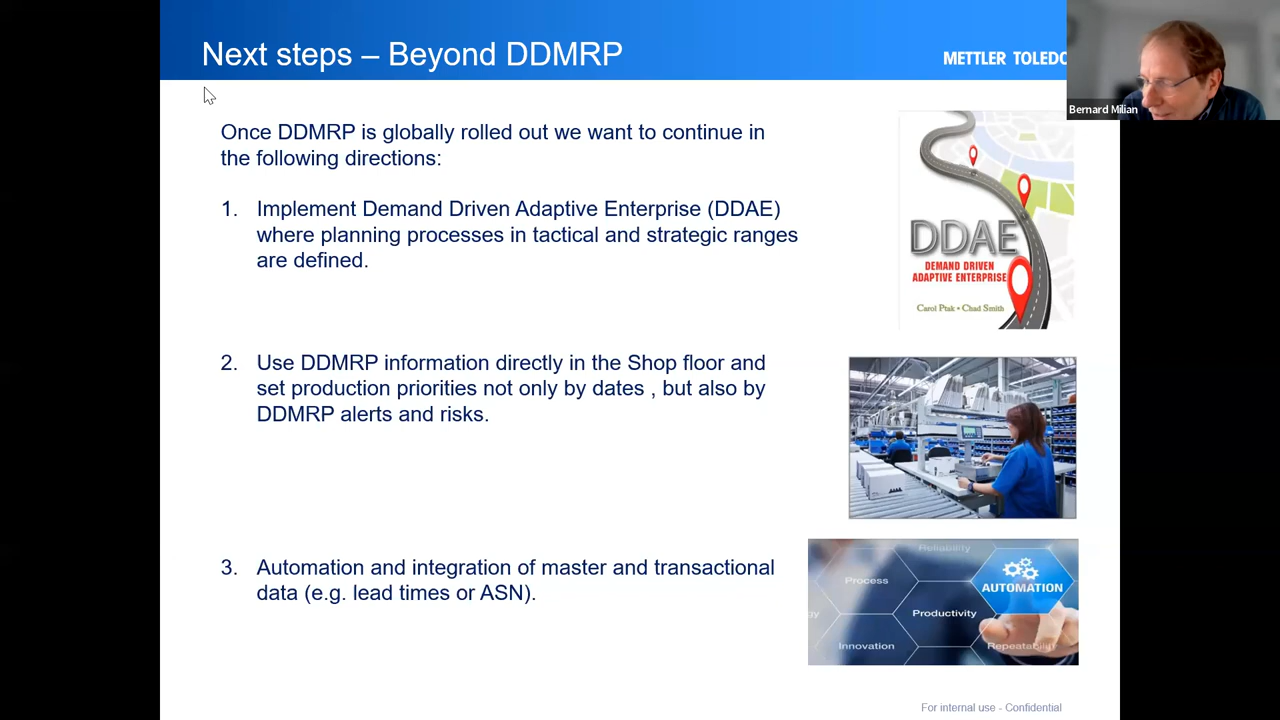 Next steps – Beyond DDMRP
METTLER TOLEDO
Bernard Milian
Once DDMRP is globally rolled out we want to continue in
the following directions:
1. Implement Demand Driven Adaptive Enterprise (DDAE)
where planning processes in tactical and strategic ranges
are defined.
DDAE
DEMAND DRIVEN
ADAPTIVE ENTERPRISE
Carol Ptak • Chad Smith
2. Use DDMRP information directly in the Shop floor and
set production priorities not only by dates , but also by
DDMRP alerts and risks.
3. Automation and integration of master and transactional
data (e.g. lead times or ASN).
Reliability
Process
AUTOMATION
Productivity
Innovation
Repeatability
For internal use - Confidential